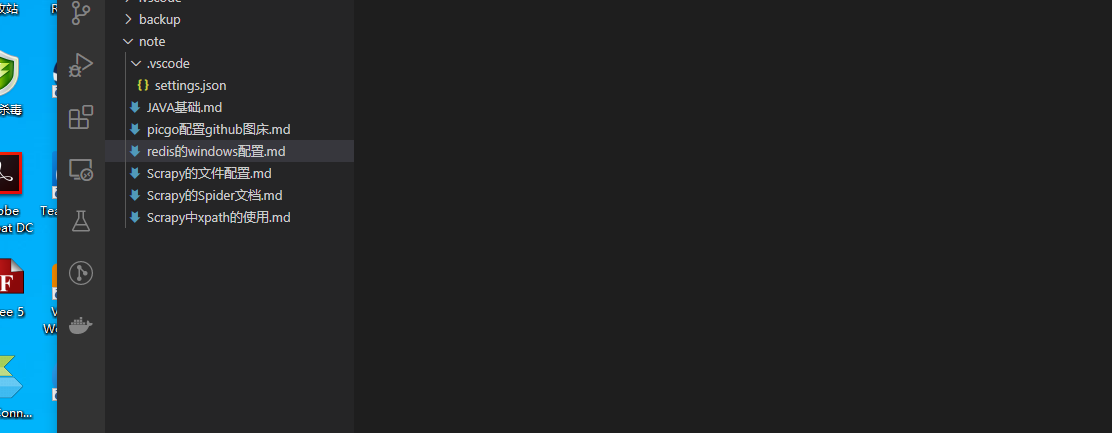 backup
note
.vscode
settings.json
JAVA基础.md
picgo配置github图床.md
redis的windows配置.md
Scrapy的文件配置.md
Scrapy的Spider文档.md
Scrapy中xpath的使用.md
杀毒
Tea
at DC
ee 5
onn...